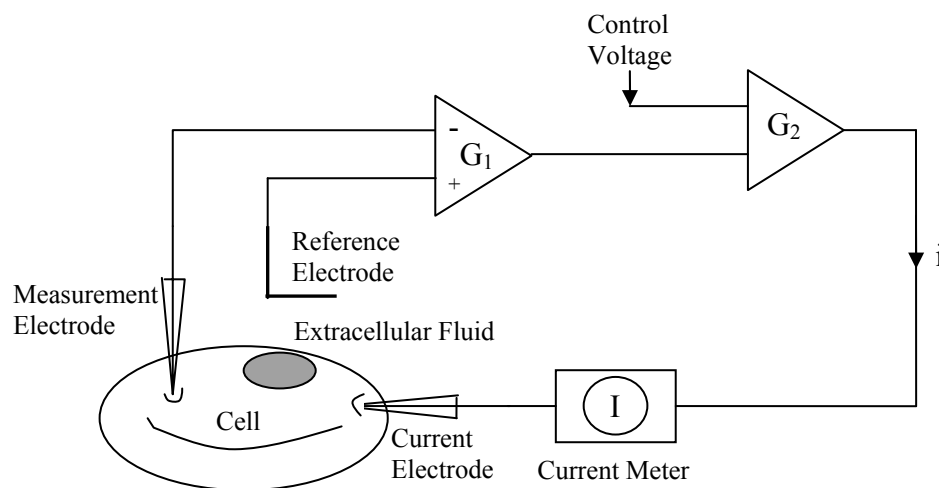 Control
Voltage
-
G₁
+
G₂
Reference
Electrode
i
Measurement
Electrode
Extracellular Fluid
Cell
I
Current
Electrode
Current Meter